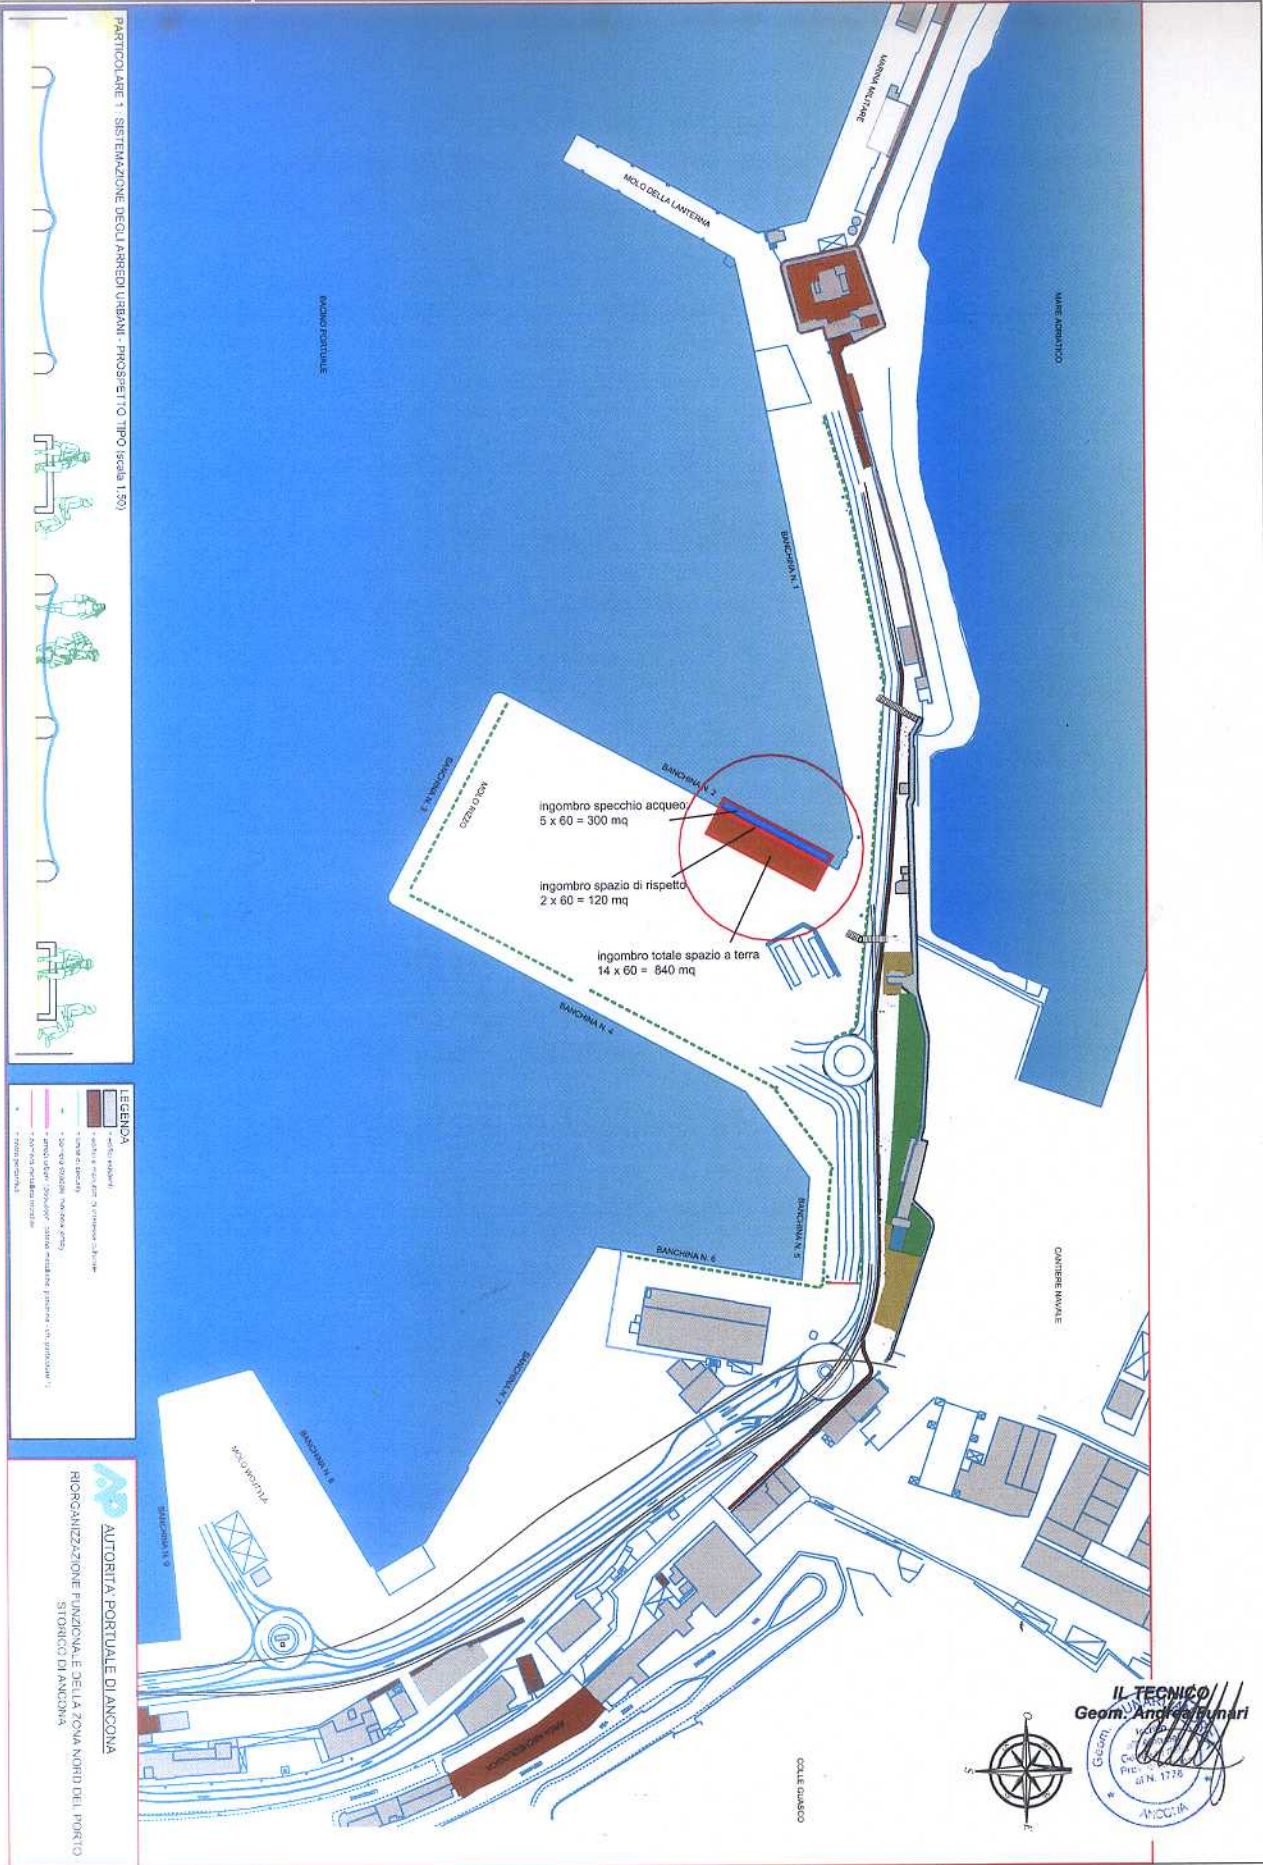 PARTICOLARE 1 : SISTEMAZIONE DEGLI ARREDI URBANI - PROSPETTO TIPO (scala 1:50)
MARINA MILITARE
MOLO DELLA LANTERNA
MARE ADRIATICO
BACINO PORTUALE
BANCHINA N. 1
BANCHINA N. 2
BANCHINA N. 3
MOLO RIZZO
ingombro specchio acqueo:
5 x 60 = 300 mq
ingombro spazio di rispetto
2 x 60 = 120 mq
ingombro totale spazio a terra
14 x 60 = 840 mq
BANCHINA N. 4
BANCHINA N. 5
BANCHINA N. 6
CANTIERE NAVALE
BANCHINA N. 7
BANCHINA N. 8
MOLO WOJTYLA
BANCHINA N. 9
AREA ARCHEOLOGICA
COLLE GUASCO
LEGENDA
AUTORITA' PORTUALE DI ANCONA
RIORGANIZZAZIONE FUNZIONALE DELLA ZONA NORD DEL PORTO
STORICO DI ANCONA
IL TECNICO
Geom. Andrea Funari
N. 1776
ANCONA